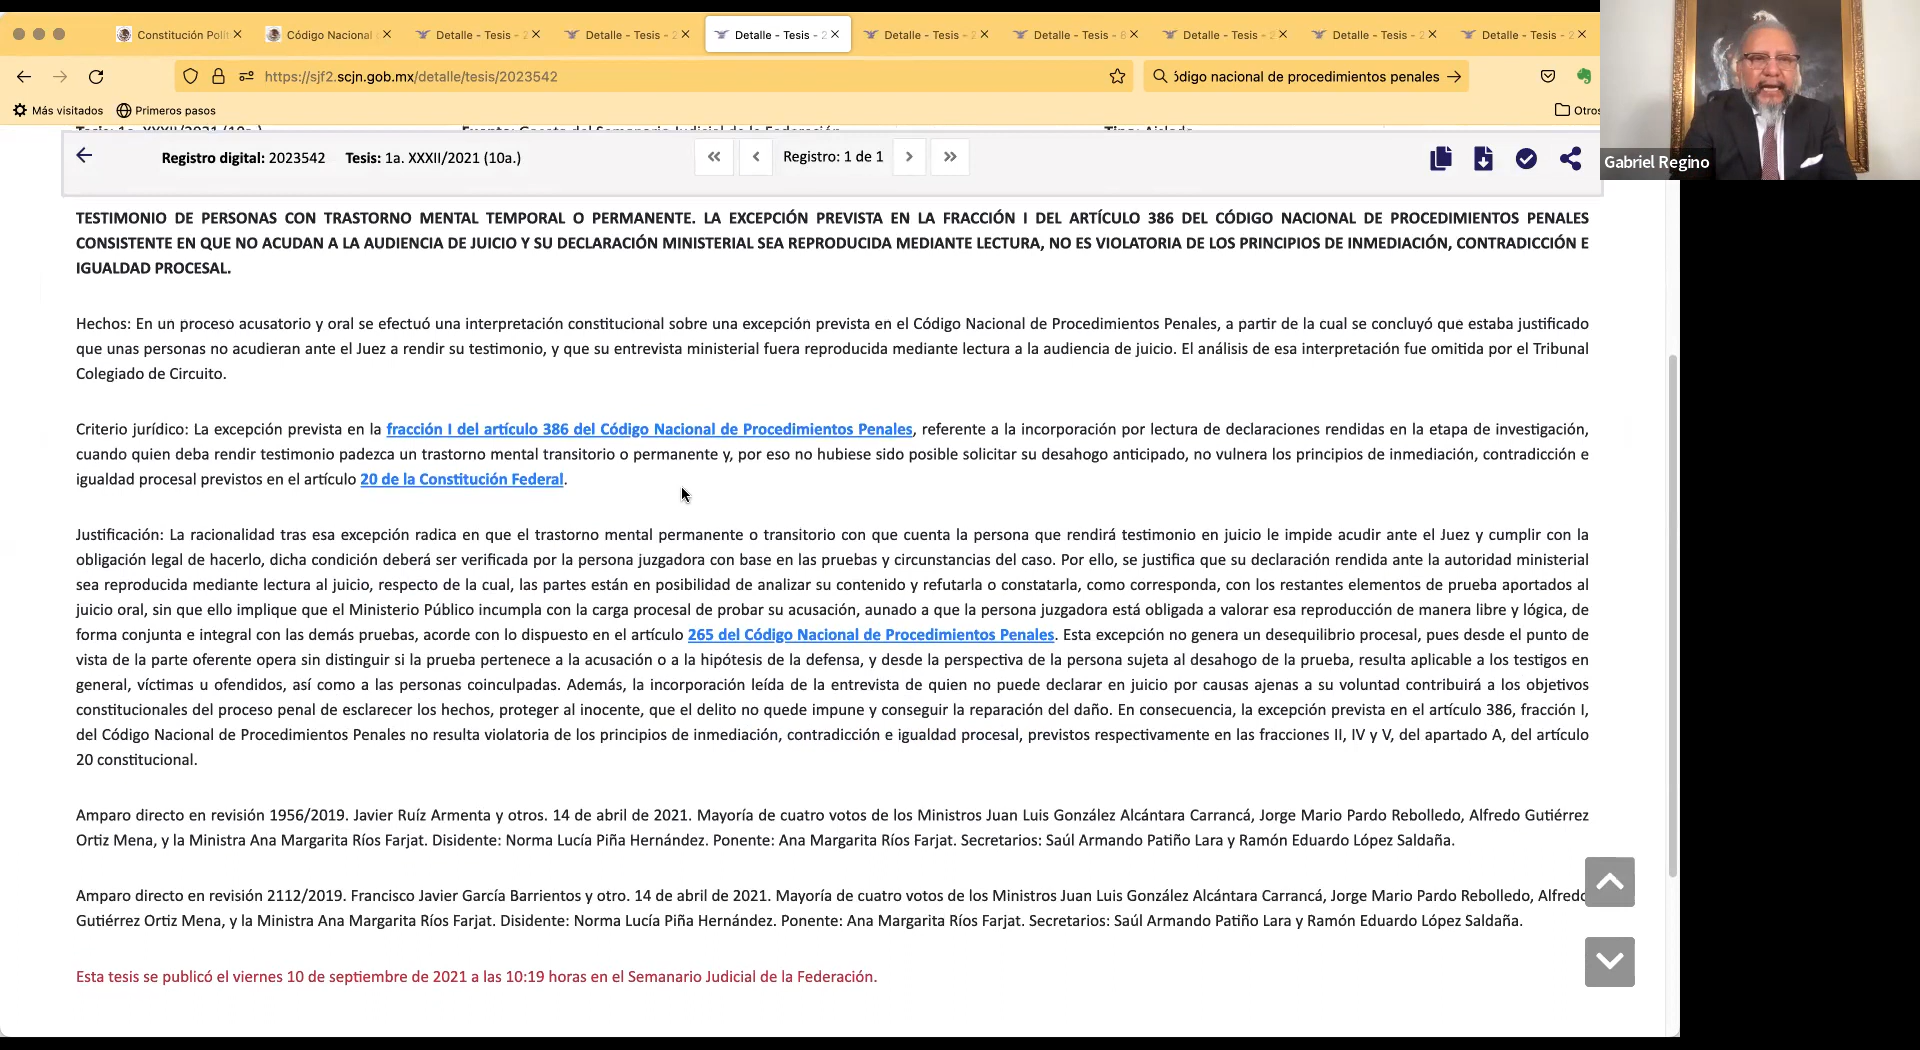 Constitución Polít
Código Nacional
Detalle - Tesis - 2
Detalle - Tesis - 2
Detalle - Tesis - 2
Detalle - Tesis - 2
Detalle - Tesis - 8
Detalle - Tesis - 2
Detalle - Tesis - 2
https://sjf2.scjn.gob.mx/detalle/tesis/2023542
ódigo nacional de procedimientos penales
Más visitados
Primeros pasos
Otros
Tesis: 1a. XXXII/2021 (10a.)
Fuente: Gaceta del Semanario Judicial de la Federación.
Tipo: Aislada
Registro digital: 2023542 Tesis: 1a. XXXII/2021 (10a.)
Registro: 1 de 1
Gabriel Regino
TESTIMONIO DE PERSONAS CON TRASTORNO MENTAL TEMPORAL O PERMANENTE. LA EXCEPCIÓN PREVISTA EN LA FRACCIÓN I DEL ARTÍCULO 386 DEL CÓDIGO NACIONAL DE PROCEDIMIENTOS PENALES
CONSISTENTE EN QUE NO ACUDAN A LA AUDIENCIA DE JUICIO Y SU DECLARACIÓN MINISTERIAL SEA REPRODUCIDA MEDIANTE LECTURA, NO ES VIOLATORIA DE LOS PRINCIPIOS DE INMEDIACIÓN, CONTRADICCIÓN E
IGUALDAD PROCESAL.
Hechos: En un proceso acusatorio y oral se efectuó una interpretación constitucional sobre una excepción prevista en el Código Nacional de Procedimientos Penales, a partir de la cual se concluyó que estaba justificado
que unas personas no acudieran ante el Juez a rendir su testimonio, y que su entrevista ministerial fuera reproducida mediante lectura a la audiencia de juicio. El análisis de esa interpretación fue omitida por el Tribunal
Colegiado de Circuito.
Criterio jurídico: La excepción prevista en la fracción I del artículo 386 del Código Nacional de Procedimientos Penales, referente a la incorporación por lectura de declaraciones rendidas en la etapa de investigación,
cuando quien deba rendir testimonio padezca un trastorno mental transitorio o permanente y, por eso no hubiese sido posible solicitar su desahogo anticipado, no vulnera los principios de inmediación, contradicción e
igualdad procesal previstos en el artículo 20 de la Constitución Federal.
Justificación: La racionalidad tras esa excepción radica en que el trastorno mental permanente o transitorio con que cuenta la persona que rendirá testimonio en juicio le impide acudir ante el Juez y cumplir con la
obligación legal de hacerlo, dicha condición deberá ser verificada por la persona juzgadora con base en las pruebas y circunstancias del caso. Por ello, se justifica que su declaración rendida ante la autoridad ministerial
sea reproducida mediante lectura al juicio, respecto de la cual, las partes están en posibilidad de analizar su contenido y refutarla o constatarla, como corresponda, con los restantes elementos de prueba aportados al
juicio oral, sin que ello implique que el Ministerio Público incumpla con la carga procesal de probar su acusación, aunado a que la persona juzgadora está obligada a valorar esa reproducción de manera libre y lógica, de
forma conjunta e integral con las demás pruebas, acorde con lo dispuesto en el artículo 265 del Código Nacional de Procedimientos Penales. Esta excepción no genera un desequilibrio procesal, pues desde el punto de
vista de la parte oferente opera sin distinguir si la prueba pertenece a la acusación o a la hipótesis de la defensa, y desde la perspectiva de la persona sujeta al desahogo de la prueba, resulta aplicable a los testigos en
general, víctimas u ofendidos, así como a las personas coinculpadas. Además, la incorporación leída de la entrevista de quien no puede declarar en juicio por causas ajenas a su voluntad contribuirá a los objetivos
constitucionales del proceso penal de esclarecer los hechos, proteger al inocente, que el delito no quede impune y conseguir la reparación del daño. En consecuencia, la excepción prevista en el artículo 386, fracción I,
del Código Nacional de Procedimientos Penales no resulta violatoria de los principios de inmediación, contradicción e igualdad procesal, previstos respectivamente en las fracciones II, IV y V, del apartado A, del artículo
20 constitucional.
Amparo directo en revisión 1956/2019. Javier Ruíz Armenta y otros. 14 de abril de 2021. Mayoría de cuatro votos de los Ministros Juan Luis González Alcántara Carrancá, Jorge Mario Pardo Rebolledo, Alfredo Gutiérrez
Ortiz Mena, y la Ministra Ana Margarita Ríos Farjat. Disidente: Norma Lucía Piña Hernández. Ponente: Ana Margarita Ríos Farjat. Secretarios: Saúl Armando Patiño Lara y Ramón Eduardo López Saldaña.
Amparo directo en revisión 2112/2019. Francisco Javier García Barrientos y otro. 14 de abril de 2021. Mayoría de cuatro votos de los Ministros Juan Luis González Alcántara Carrancá, Jorge Mario Pardo Rebolledo, Alfredo
Gutiérrez Ortiz Mena, y la Ministra Ana Margarita Ríos Farjat. Disidente: Norma Lucía Piña Hernández. Ponente: Ana Margarita Ríos Farjat. Secretarios: Saúl Armando Patiño Lara y Ramón Eduardo López Saldaña.
Esta tesis se publicó el viernes 10 de septiembre de 2021 a las 10:19 horas en el Semanario Judicial de la Federación.